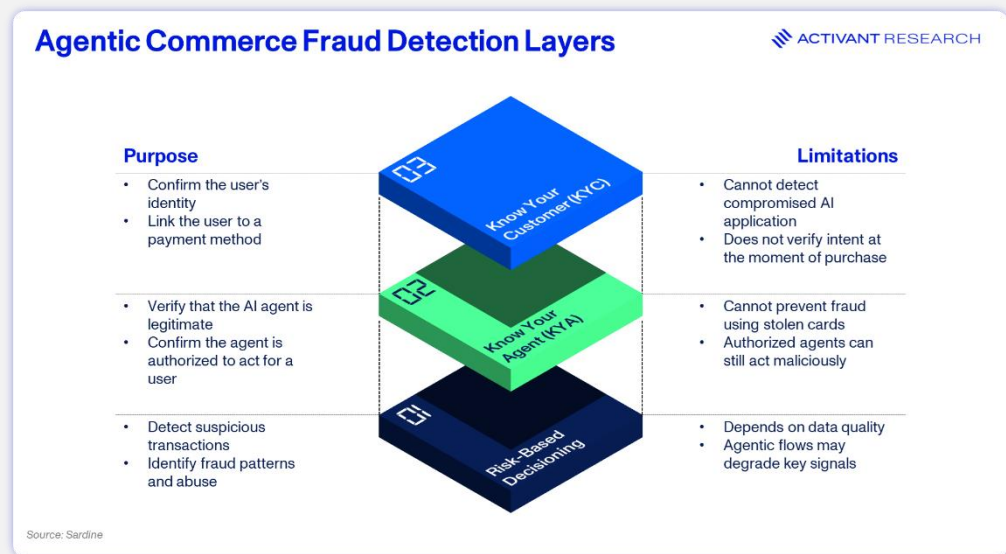 Agentic Commerce Fraud Detection Layers
ACTIVANT RESEARCH
Purpose
Limitations
• Confirm the user's
identity
• Link the user to a
payment method
03
Know Your
Customer (KYC)
• Cannot detect
compromised AI
application
• Does not verify intent at
the moment of purchase
• Verify that the AI agent is
legitimate
• Confirm the agent is
authorized to act for a
user
02
Know Your
Agent (KYA)
• Cannot prevent fraud
using stolen cards
• Authorized agents can
still act maliciously
• Detect suspicious
transactions
• Identify fraud patterns
and abuse
01
Risk-Based
Decisioning
• Depends on data quality
• Agentic flows may
degrade key signals
Source: Sardine